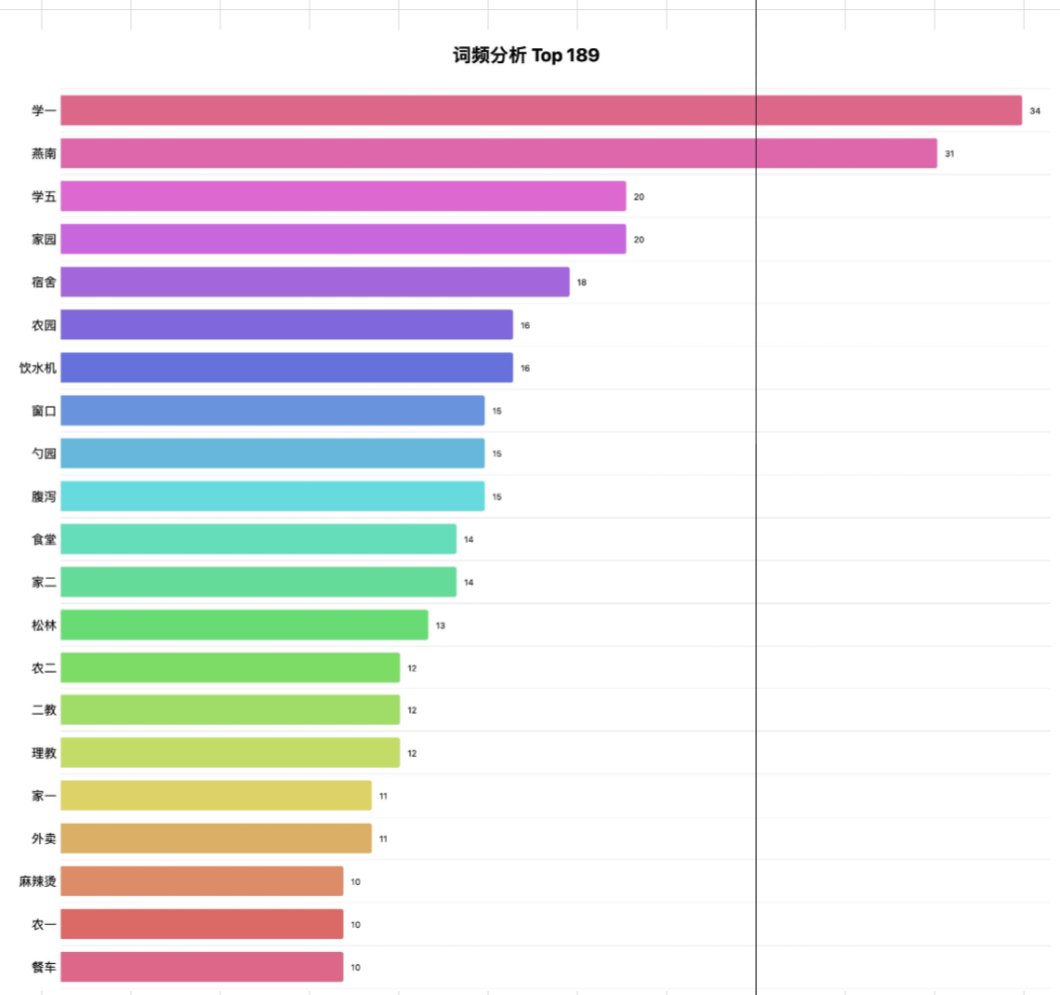 词频分析 Top 189
学一 34
燕南 31
学五 20
家园 20
宿舍 18
农园 16
饮水机 16
窗口 15
勺园 15
腹泻 15
食堂 14
家二 14
松林 13
农二 12
二教 12
理教 12
家一 11
外卖 11
麻辣烫 10
农一 10
餐车 10